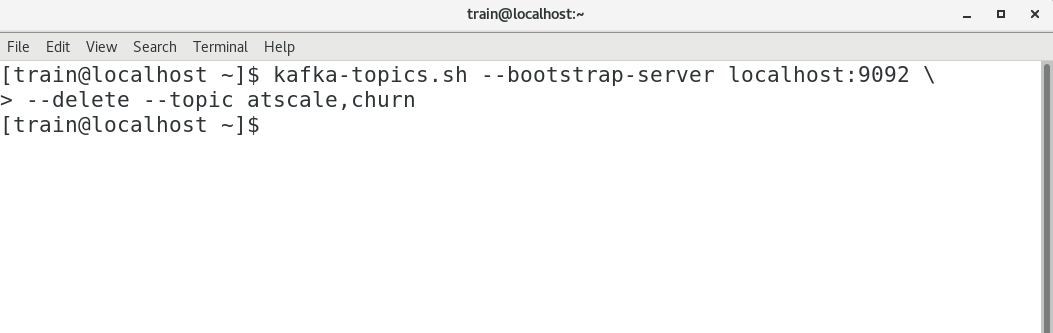 train@localhost:~
File Edit View Search Terminal Help
[train@localhost ~]$ kafka-topics.sh --bootstrap-server localhost:9092 \
> --delete --topic atscale,churn
[train@localhost ~]$